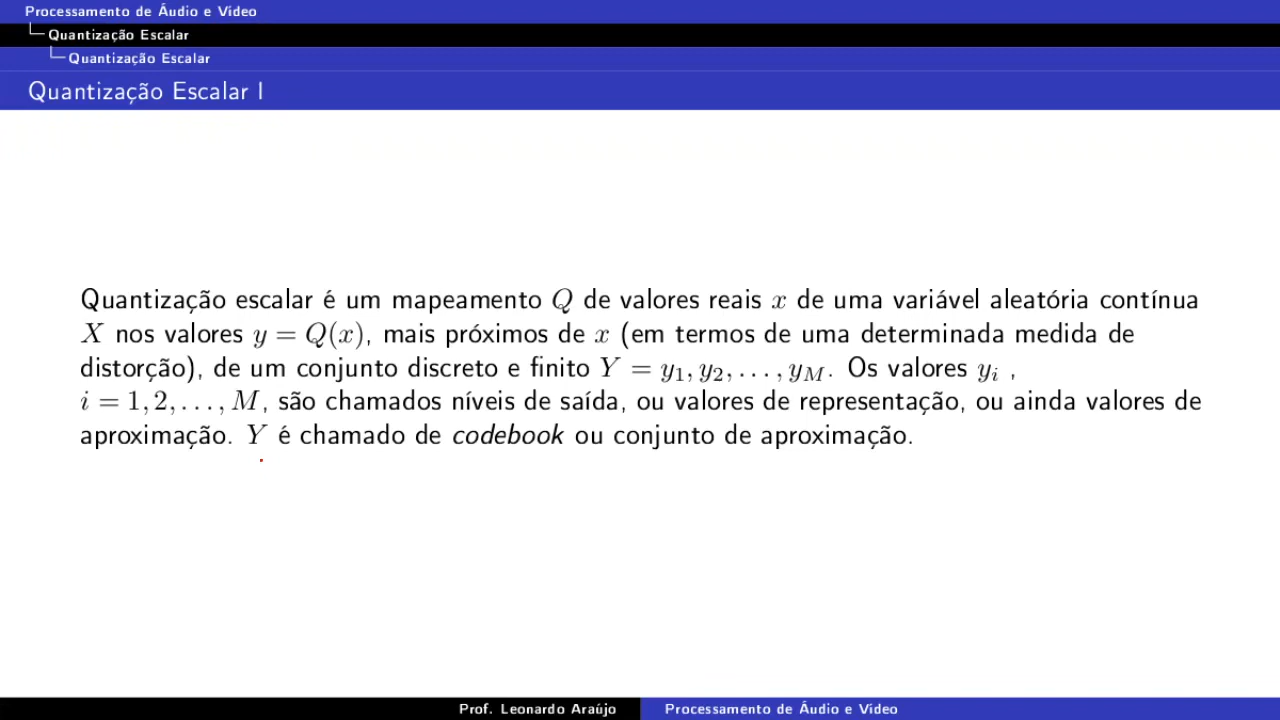 Processamento de Áudio e Vídeo
Quantização Escalar
Quantização Escalar
Quantização Escalar I
Quantização escalar é um mapeamento Q de valores reais x de uma variável aleatória contínua
X nos valores y = Q(x), mais próximos de x (em termos de uma determinada medida de
distorção), de um conjunto discreto e finito Y = y₁, y₂, . . . , y_M. Os valores yᵢ ,
i = 1, 2, . . . , M, são chamados níveis de saída, ou valores de representação, ou ainda valores de
aproximação. Y é chamado de codebook ou conjunto de aproximação.
Prof. Leonardo Araújo
Processamento de Áudio e Vídeo